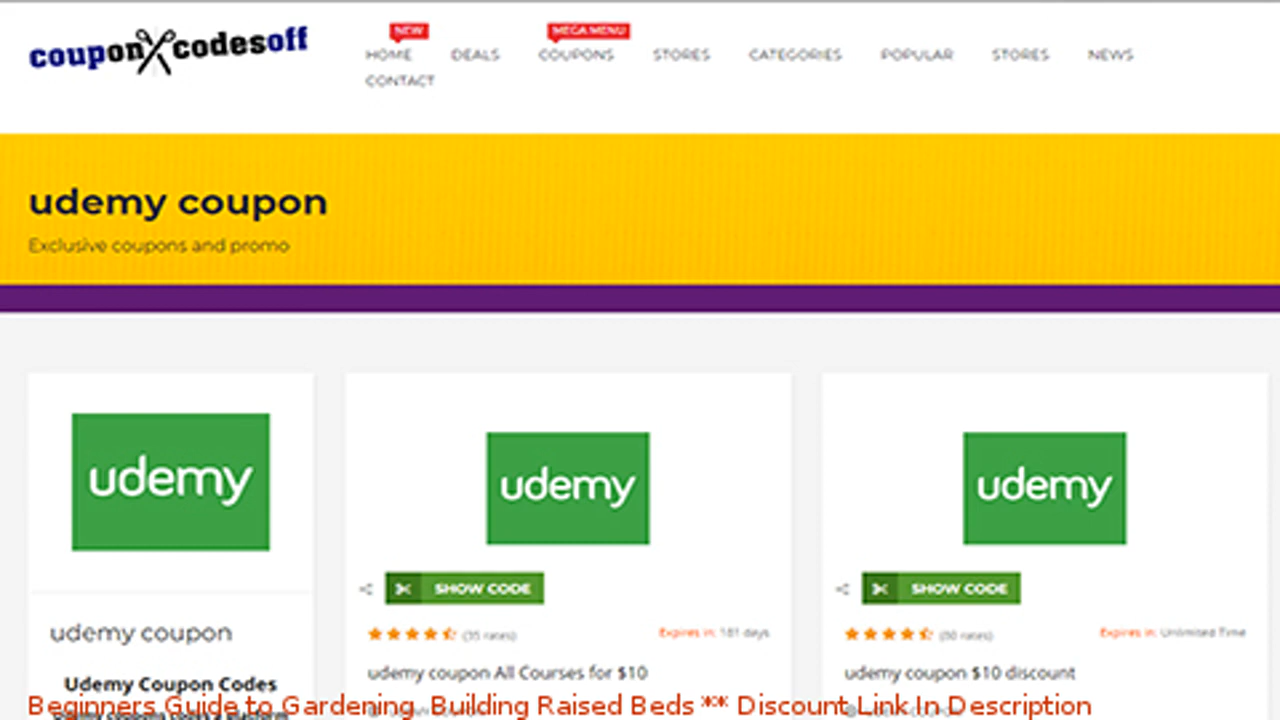 couponcodesoff
NEW
MEGA MENU
HOME DEALS COUPONS STORES CATEGORIES POPULAR STORES NEWS
CONTACT
udemy coupon
Exclusive coupons and promo
udemy
udemy
udemy
SHOW CODE
SHOW CODE
(35 rates)
Expires in: 181 days
Expires in: Unlimited Time
udemy coupon
udemy coupon All Courses for $10
udemy coupon $10 discount
Udemy Coupon Codes
Beginners Guide to Gardening, Building Raised Beds ** Discount Link In Description